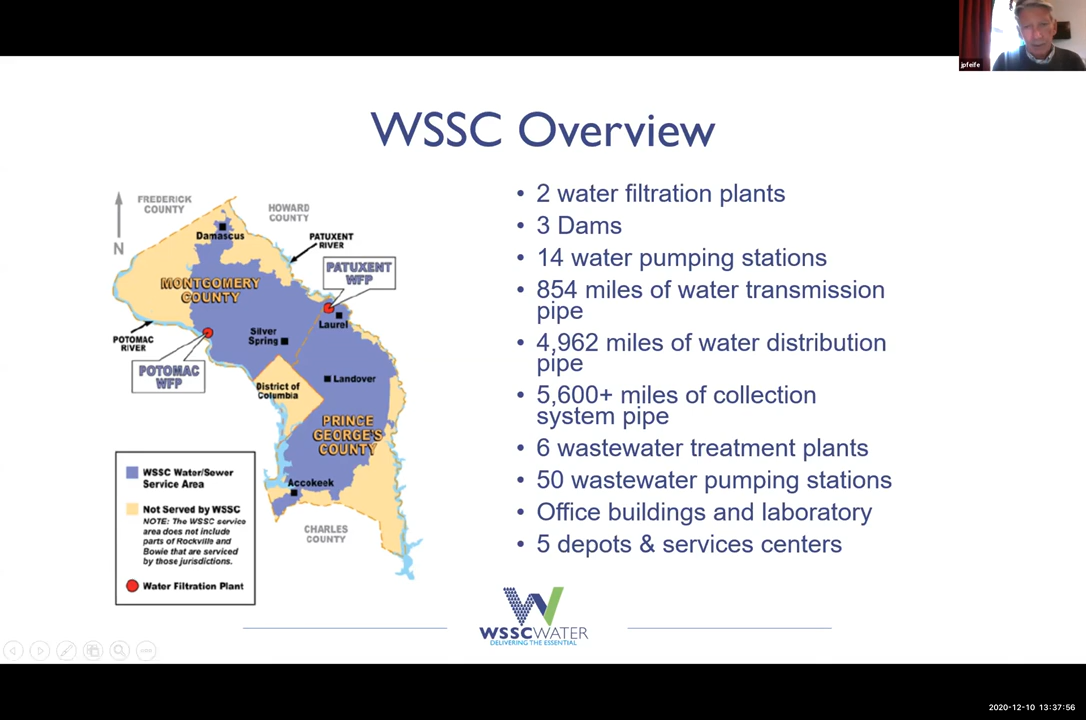 jpfeife
WSSC Overview
FREDERICK
COUNTY
HOWARD
COUNTY
N
Damascus
PATUXENT
RIVER
PATUXENT
WFP
MONTGOMERY
COUNTY
Laurel
POTOMAC
RIVER
Silver
Spring
POTOMAC
WFP
Landover
District of
Columbia
PRINCE
GEORGE'S
COUNTY
Accokeek
CHARLES
COUNTY
WSSC Water/Sewer
Service Area
Not Served by WSSC
NOTE: The WSSC service
area does not include
parts of Rockville and
Bowie that are serviced
by those jurisdictions.
Water Filtration Plant
• 2 water filtration plants
• 3 Dams
• 14 water pumping stations
• 854 miles of water transmission
pipe
• 4,962 miles of water distribution
pipe
• 5,600+ miles of collection
system pipe
• 6 wastewater treatment plants
• 50 wastewater pumping stations
• Office buildings and laboratory
• 5 depots & services centers
WSSCWATER
DELIVERING THE ESSENTIAL
2020-12-10 13:37:56